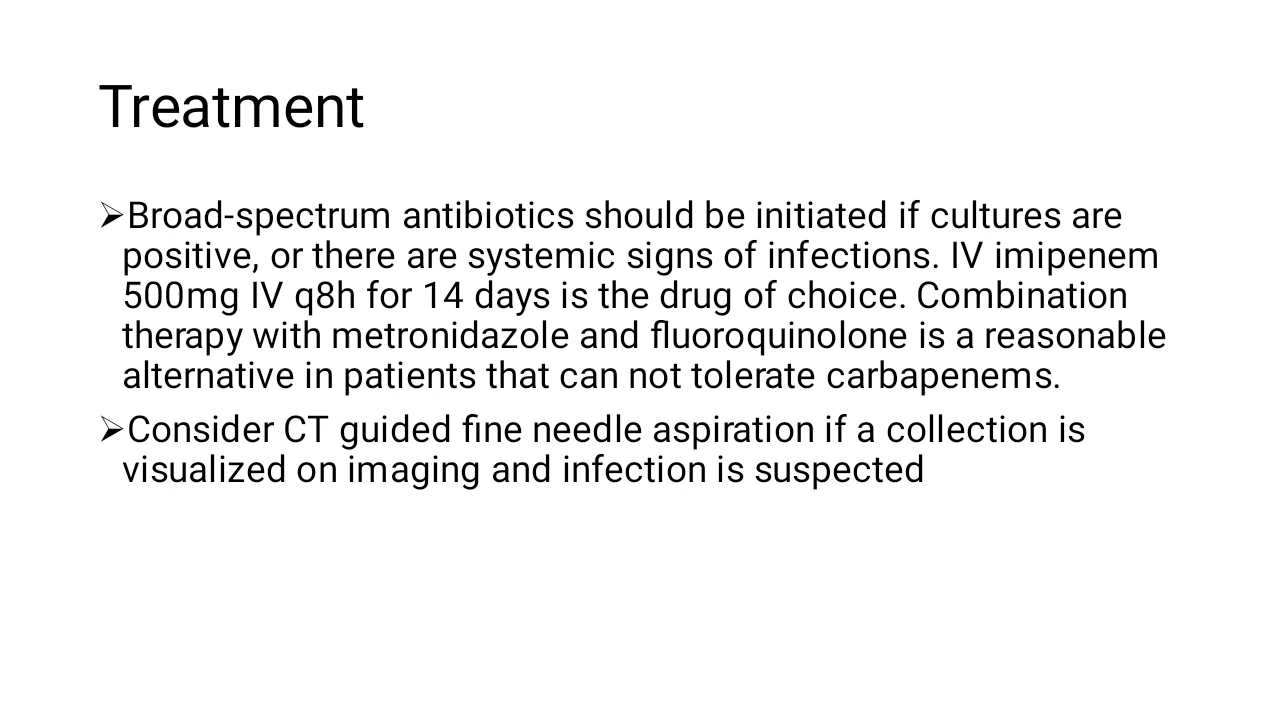 Treatment
➢Broad-spectrum antibiotics should be initiated if cultures are
positive, or there are systemic signs of infections. IV imipenem
500mg IV q8h for 14 days is the drug of choice. Combination
therapy with metronidazole and fluoroquinolone is a reasonable
alternative in patients that can not tolerate carbapenems.
➢Consider CT guided fine needle aspiration if a collection is
visualized on imaging and infection is suspected